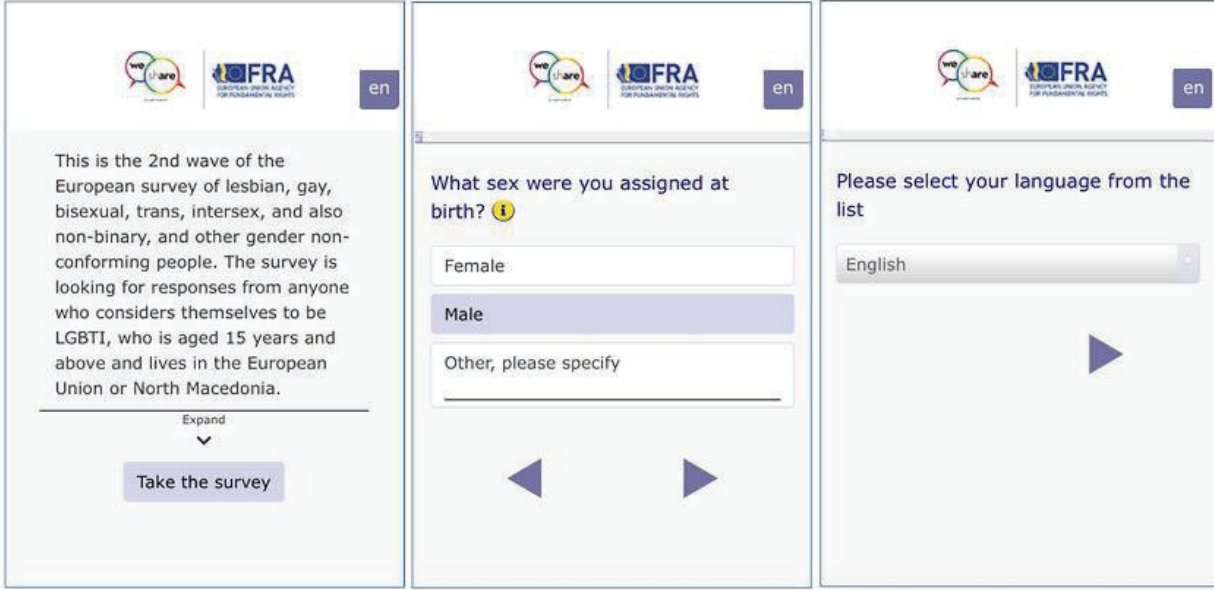 we share
FRA
EUROPEAN UNION AGENCY
FOR FUNDAMENTAL RIGHTS
en
This is the 2nd wave of the
European survey of lesbian, gay,
bisexual, trans, intersex, and also
non-binary, and other gender non-
conforming people. The survey is
looking for responses from anyone
who considers themselves to be
LGBTI, who is aged 15 years and
above and lives in the European
Union or North Macedonia.
Expand
Take the survey
we share
FRA
EUROPEAN UNION AGENCY
FOR FUNDAMENTAL RIGHTS
en
What sex were you assigned at
birth? i
Female
Male
Other, please specify
we share
FRA
EUROPEAN UNION AGENCY
FOR FUNDAMENTAL RIGHTS
en
Please select your language from the
list
English